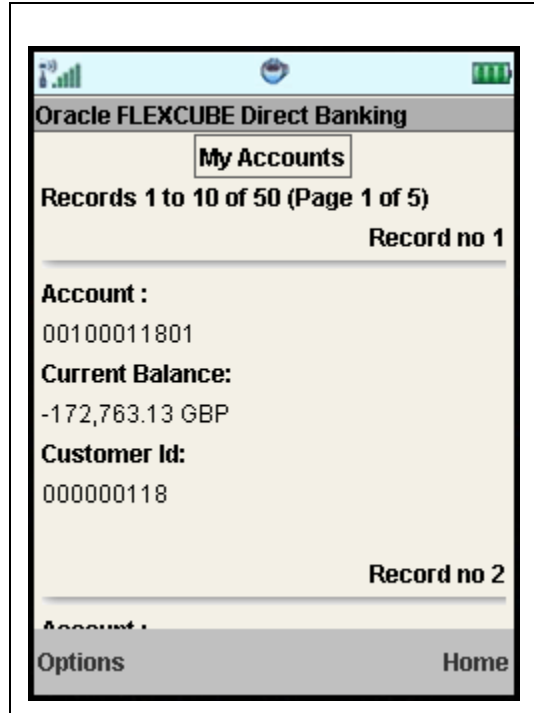 Oracle FLEXCUBE Direct Banking
My Accounts
Records 1 to 10 of 50 (Page 1 of 5)
Record no 1
Account :
00100011801
Current Balance:
-172,763.13 GBP
Customer Id:
000000118
Record no 2
Account :
Options
Home